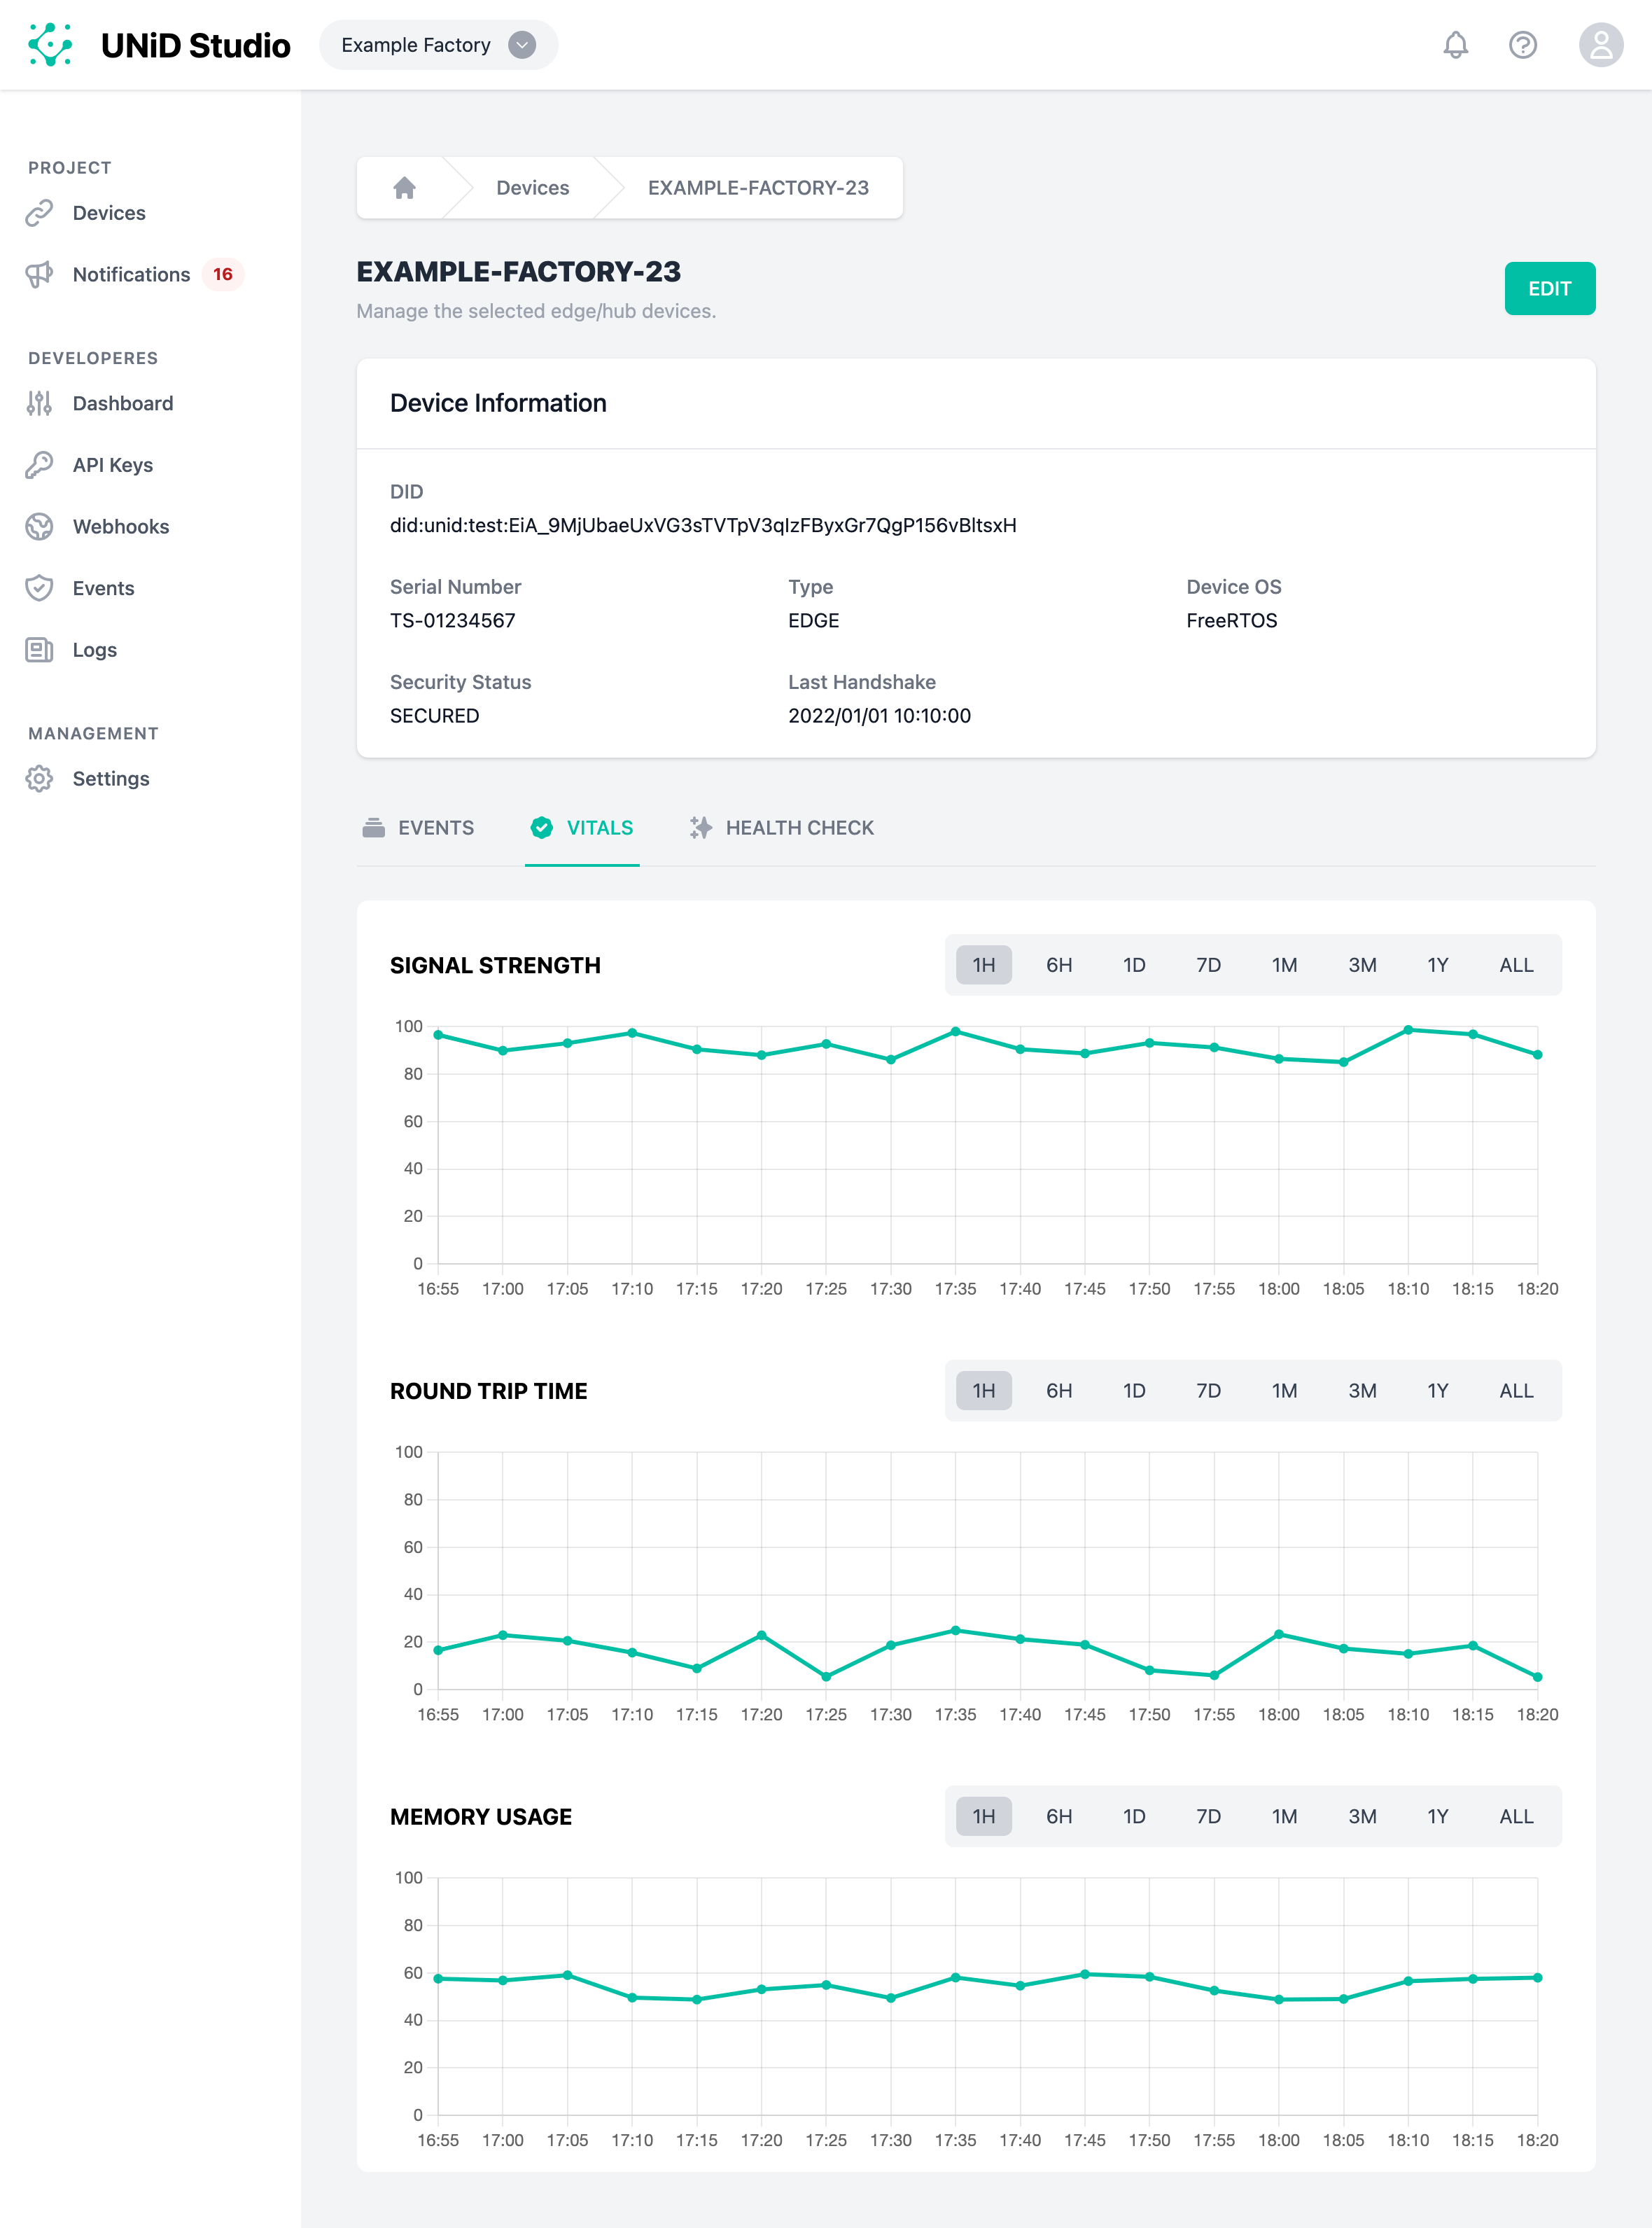 UNiD Studio
Example Factory
PROJECT
Devices
Notifications 16
DEVELOPERES
Dashboard
API Keys
Webhooks
Events
Logs
MANAGEMENT
Settings
Devices
EXAMPLE-FACTORY-23
EXAMPLE-FACTORY-23
Manage the selected edge/hub devices.
EDIT
Device Information
DID
did:unid:test:EiA_9MjUbaeUxVG3sTVTpV3qIzFByxGr7QgP156vBltsxH
Serial Number Type Device OS
TS-01234567 EDGE FreeRTOS
Security Status Last Handshake
SECURED 2022/01/01 10:10:00
EVENTS VITALS HEALTH CHECK
SIGNAL STRENGTH 1H 6H 1D 7D 1M 3M 1Y ALL
100
80
60
40
20
0
16:55 17:00 17:05 17:10 17:15 17:20 17:25 17:30 17:35 17:40 17:45 17:50 17:55 18:00 18:05 18:10 18:15 18:20
ROUND TRIP TIME 1H 6H 1D 7D 1M 3M 1Y ALL
100
80
60
40
20
0
16:55 17:00 17:05 17:10 17:15 17:20 17:25 17:30 17:35 17:40 17:45 17:50 17:55 18:00 18:05 18:10 18:15 18:20
MEMORY USAGE 1H 6H 1D 7D 1M 3M 1Y ALL
100
80
60
40
20
0
16:55 17:00 17:05 17:10 17:15 17:20 17:25 17:30 17:35 17:40 17:45 17:50 17:55 18:00 18:05 18:10 18:15 18:20